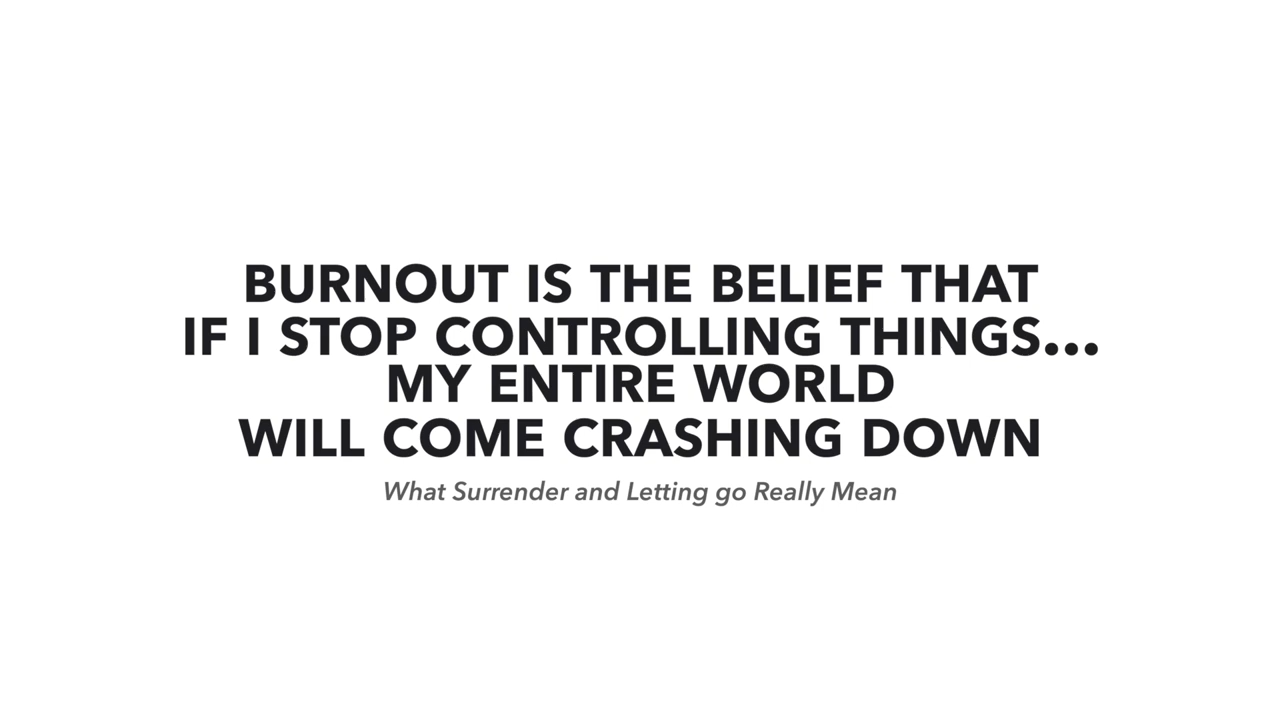 BURNOUT IS THE BELIEF THAT
IF I STOP CONTROLLING THINGS...
MY ENTIRE WORLD
WILL COME CRASHING DOWN
What Surrender and Letting go Really Mean